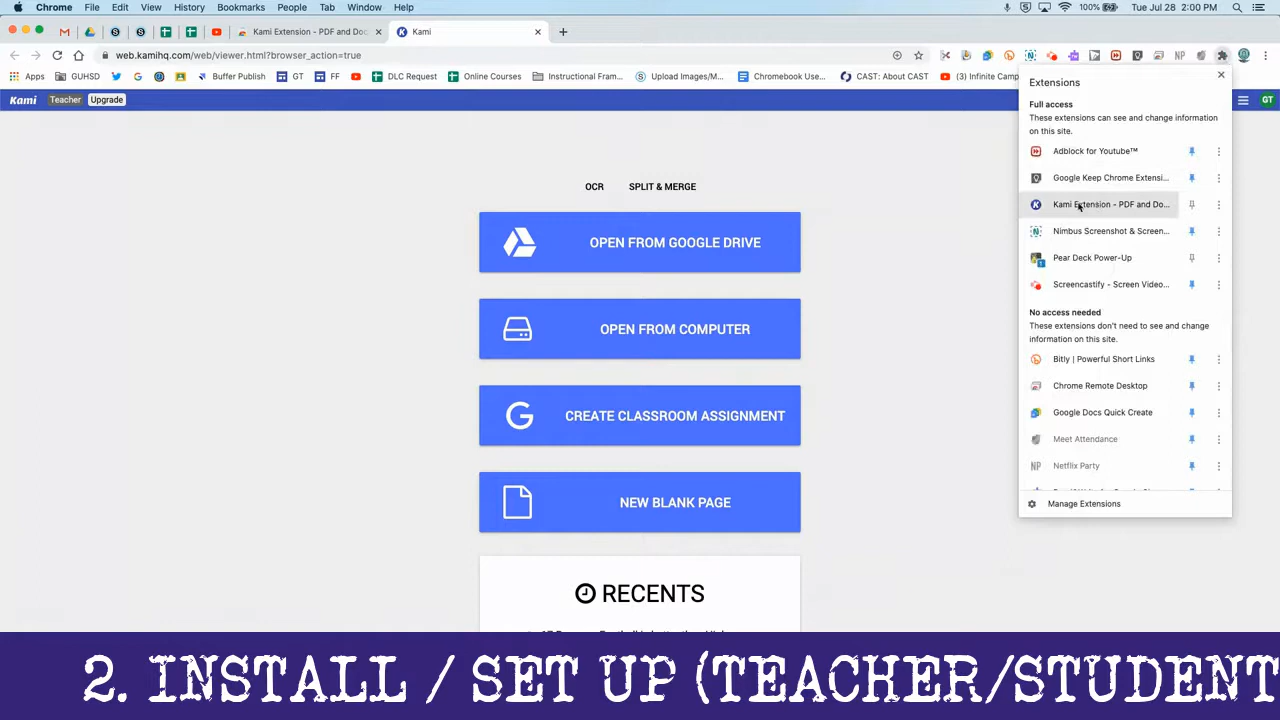 Chrome File Edit View History Bookmarks People Tab Window Help 100% Tue Jul 28 2:00 PM
Kami Extension - PDF and Doc
Kami
web.kamihq.com/web/viewer.html?browser_action=true
Apps GUHSD Buffer Publish GT FF DLC Request Online Courses Instructional Fram... Upload Images/M... Chromebook Use... CAST: About CAST (3) Infinite Camp
Kami Teacher Upgrade GT
OCR SPLIT & MERGE
OPEN FROM GOOGLE DRIVE
OPEN FROM COMPUTER
CREATE CLASSROOM ASSIGNMENT
NEW BLANK PAGE
RECENTS
Extensions
Full access
These extensions can see and change information
on this site.
Adblock for Youtube™
Google Keep Chrome Extensi...
Kami Extension - PDF and Do...
Nimbus Screenshot & Screen...
Pear Deck Power-Up
Screencastify - Screen Video...
No access needed
These extensions don't need to see and change
information on this site.
Bitly | Powerful Short Links
Chrome Remote Desktop
Google Docs Quick Create
Meet Attendance
NP Netflix Party
Manage Extensions
2. INSTALL / SET UP (TEACHER/STUDENT